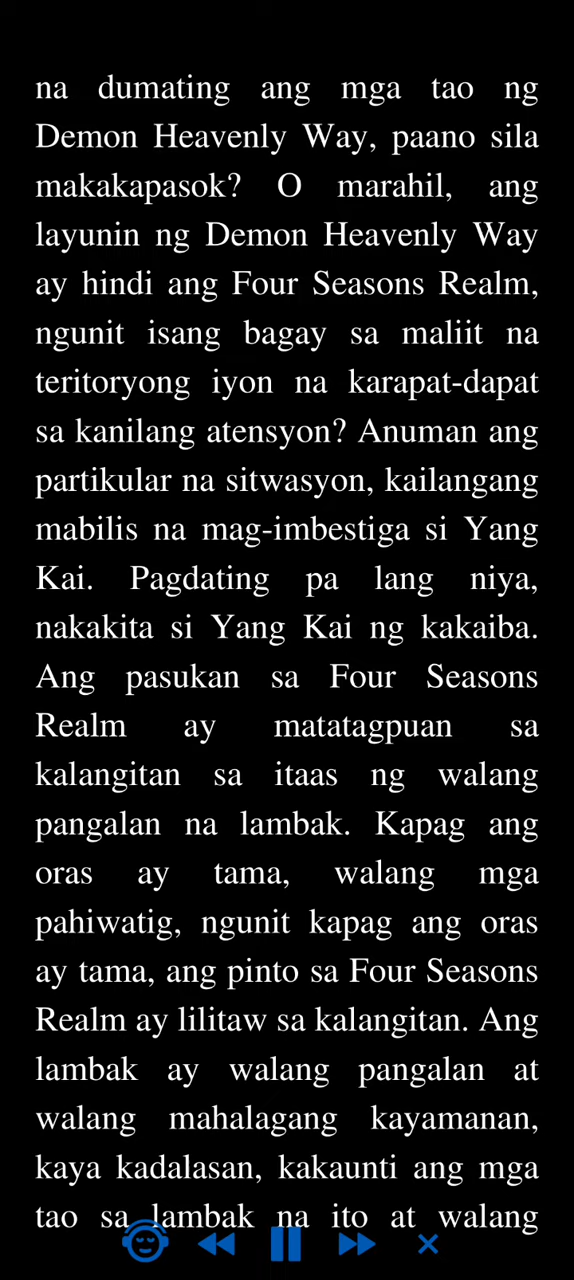 na dumating ang mga tao ng
Demon Heavenly Way, paano sila
makakapasok? O marahil, ang
layunin ng Demon Heavenly Way
ay hindi ang Four Seasons Realm,
ngunit isang bagay sa maliit na
teritoryong iyon na karapat-dapat
sa kanilang atensyon? Anuman ang
partikular na sitwasyon, kailangang
mabilis na mag-imbestiga si Yang
Kai. Pagdating pa lang niya,
nakakita si Yang Kai ng kakaiba.
Ang pasukan sa Four Seasons
Realm ay matatagpuan sa
kalangitan sa itaas ng walang
pangalan na lambak. Kapag ang
oras ay tama, walang mga
pahiwatig, ngunit kapag ang oras
ay tama, ang pinto sa Four Seasons
Realm ay lilitaw sa kalangitan. Ang
lambak ay walang pangalan at
walang mahalagang kayamanan,
kaya kadalasan, kakaunti ang mga
tao sa lambak na ito at walang